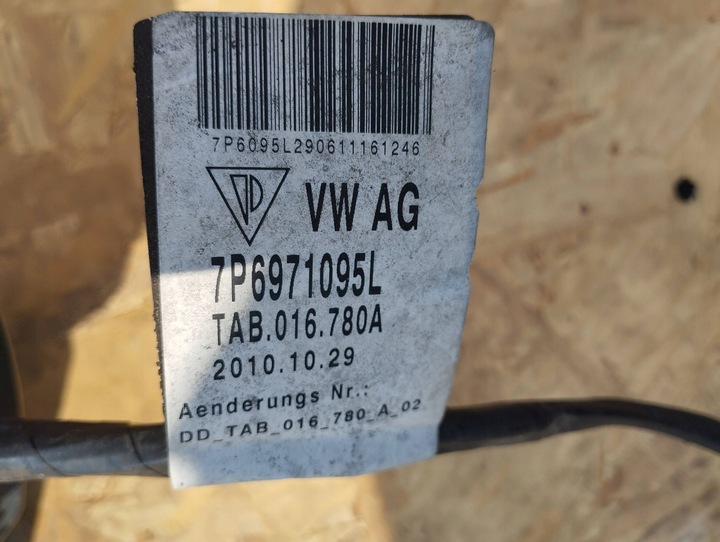 7P6095L290611161246
VW AG
7P6971095L
TAB.016.780A
2010.10.29
Aenderungs Nr.:
DD_TAB_016_780_A_02